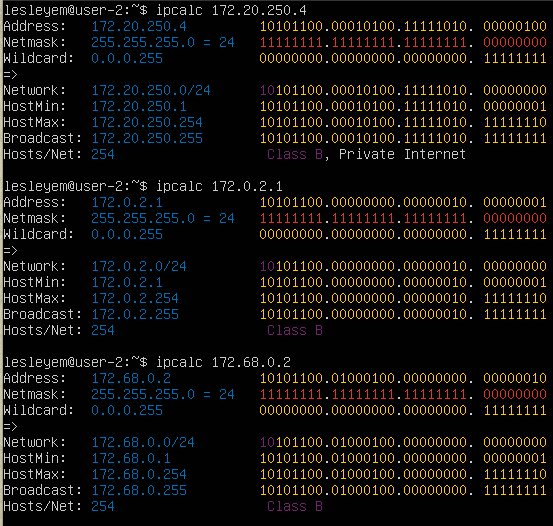 lesleyem@user-2:~$ ipcalc 172.20.250.4
Address:   172.20.250.4         10101100.00010100.11111010. 00000100
Netmask:   255.255.255.0 = 24   11111111.11111111.11111111. 00000000
Wildcard:  0.0.0.255            00000000.00000000.00000000. 11111111
=>
Network:   172.20.250.0/24      10101100.00010100.11111010. 00000000
HostMin:   172.20.250.1         10101100.00010100.11111010. 00000001
HostMax:   172.20.250.254       10101100.00010100.11111010. 11111110
Broadcast: 172.20.250.255       10101100.00010100.11111010. 11111111
Hosts/Net: 254                   Class B, Private Internet
lesleyem@user-2:~$ ipcalc 172.0.2.1
Address:   172.0.2.1            10101100.00000000.00000010. 00000001
Netmask:   255.255.255.0 = 24   11111111.11111111.11111111. 00000000
Wildcard:  0.0.0.255            00000000.00000000.00000000. 11111111
=>
Network:   172.0.2.0/24         10101100.00000000.00000010. 00000000
HostMin:   172.0.2.1            10101100.00000000.00000010. 00000001
HostMax:   172.0.2.254          10101100.00000000.00000010. 11111110
Broadcast: 172.0.2.255          10101100.00000000.00000010. 11111111
Hosts/Net: 254                   Class B
lesleyem@user-2:~$ ipcalc 172.68.0.2
Address:   172.68.0.2           10101100.01000100.00000000. 00000010
Netmask:   255.255.255.0 = 24   11111111.11111111.11111111. 00000000
Wildcard:  0.0.0.255            00000000.00000000.00000000. 11111111
=>
Network:   172.68.0.0/24        10101100.01000100.00000000. 00000000
HostMin:   172.68.0.1           10101100.01000100.00000000. 00000001
HostMax:   172.68.0.254         10101100.01000100.00000000. 11111110
Broadcast: 172.68.0.255         10101100.01000100.00000000. 11111111
Hosts/Net: 254                   Class B